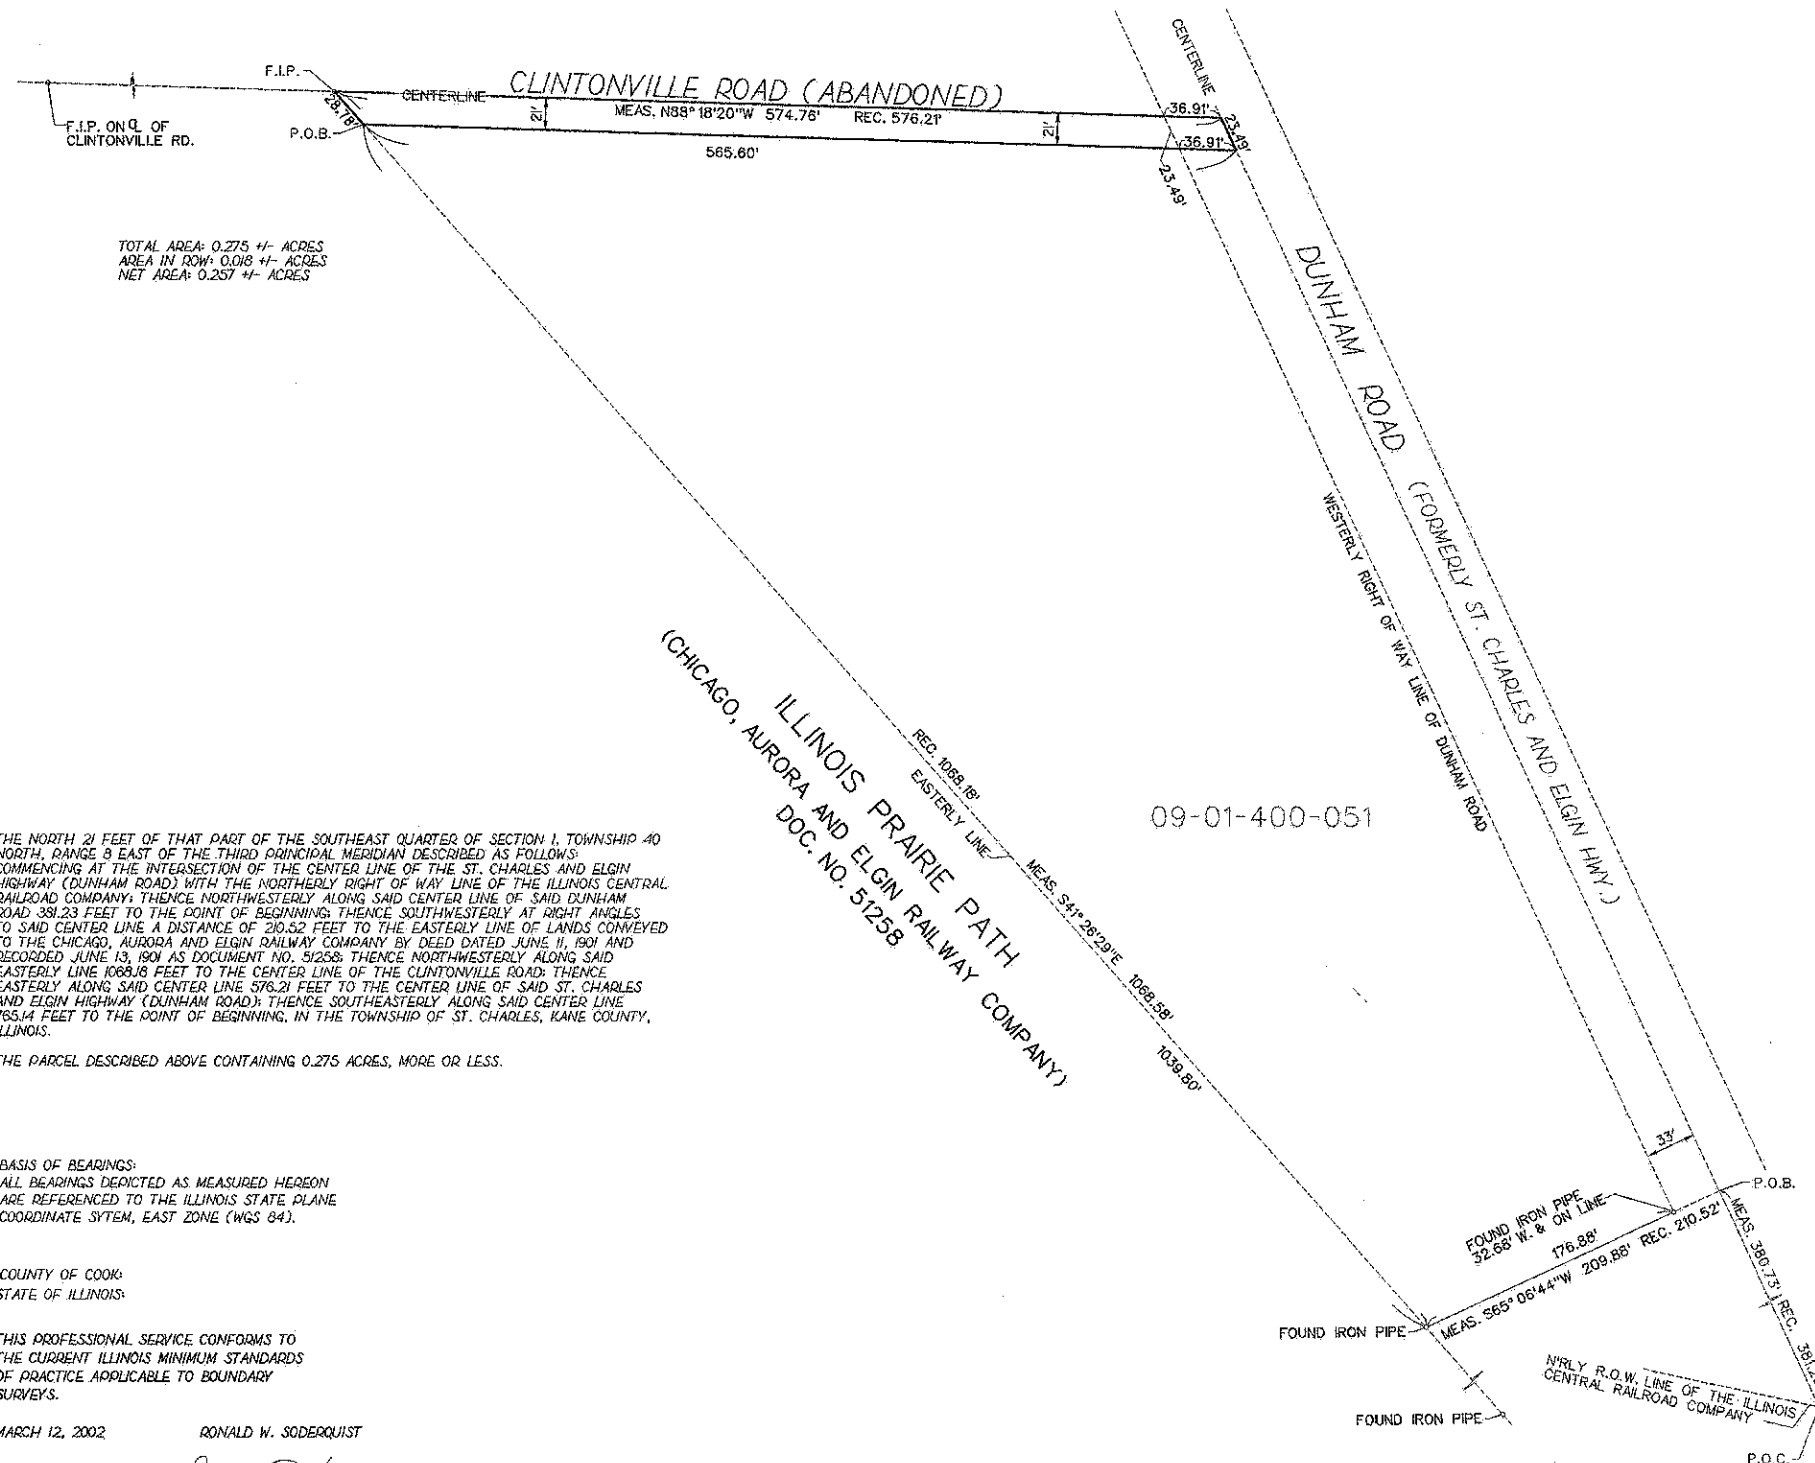 F.I.P.
CENTERLINE
CLINTONVILLE ROAD (ABANDONED)
CENTERLINE
F.I.P. ON ℄ OF
CLINTONVILLE RD.
28.78'
P.O.B.
21'
MEAS. N88° 18'20"W 574.76' REC. 576.21'
21'
36.91'
23.49'
36.91'
565.60'
23.49'
TOTAL AREA: 0.275 +/- ACRES
AREA IN ROW: 0.018 +/- ACRES
NET AREA: 0.257 +/- ACRES
DUNHAM ROAD (FORMERLY ST. CHARLES AND ELGIN HWY.)
WESTERLY RIGHT OF WAY LINE OF DUNHAM ROAD
ILLINOIS PRAIRIE PATH
(CHICAGO, AURORA AND ELGIN RAILWAY COMPANY)
DOC. NO. 51258
REC. 1068.18'
EASTERLY LINE
MEAS. S41° 26'29"E 1068.58'
1039.80'
09-01-400-051
THE NORTH 21 FEET OF THAT PART OF THE SOUTHEAST QUARTER OF SECTION 1, TOWNSHIP 40
NORTH, RANGE 8 EAST OF THE THIRD PRINCIPAL MERIDIAN DESCRIBED AS FOLLOWS:
COMMENCING AT THE INTERSECTION OF THE CENTER LINE OF THE ST. CHARLES AND ELGIN
HIGHWAY (DUNHAM ROAD) WITH THE NORTHERLY RIGHT OF WAY LINE OF THE ILLINOIS CENTRAL
RAILROAD COMPANY; THENCE NORTHWESTERLY ALONG SAID CENTER LINE OF SAID DUNHAM
ROAD 381.23 FEET TO THE POINT OF BEGINNING; THENCE SOUTHWESTERLY AT RIGHT ANGLES
TO SAID CENTER LINE A DISTANCE OF 210.52 FEET TO THE EASTERLY LINE OF LANDS CONVEYED
TO THE CHICAGO, AURORA AND ELGIN RAILWAY COMPANY BY DEED DATED JUNE 11, 1901 AND
RECORDED JUNE 13, 1901 AS DOCUMENT NO. 51258; THENCE NORTHWESTERLY ALONG SAID
EASTERLY LINE 1068.18 FEET TO THE CENTER LINE OF THE CLINTONVILLE ROAD; THENCE
EASTERLY ALONG SAID CENTER LINE 576.21 FEET TO THE CENTER LINE OF SAID ST. CHARLES
AND ELGIN HIGHWAY (DUNHAM ROAD); THENCE SOUTHEASTERLY ALONG SAID CENTER LINE
765.14 FEET TO THE POINT OF BEGINNING, IN THE TOWNSHIP OF ST. CHARLES, KANE COUNTY,
ILLINOIS.
THE PARCEL DESCRIBED ABOVE CONTAINING 0.275 ACRES, MORE OR LESS.
BASIS OF BEARINGS:
ALL BEARINGS DEPICTED AS MEASURED HEREON
ARE REFERENCED TO THE ILLINOIS STATE PLANE
COORDINATE SYTEM, EAST ZONE (WGS 84).
COUNTY OF COOK:
STATE OF ILLINOIS:
THIS PROFESSIONAL SERVICE CONFORMS TO
THE CURRENT ILLINOIS MINIMUM STANDARDS
OF PRACTICE APPLICABLE TO BOUNDARY
SURVEYS.
MARCH 12, 2002 RONALD W. SODERQUIST
33'
P.O.B.
FOUND IRON PIPE
32.68' W. & ON LINE
176.88'
MEAS. S65° 06'44"W 209.88' REC. 210.52'
MEAS. 380.73' REC. 381.2
FOUND IRON PIPE
N'RLY R.O.W. LINE OF THE ILLINOIS
CENTRAL RAILROAD COMPANY
FOUND IRON PIPE
P.O.C.